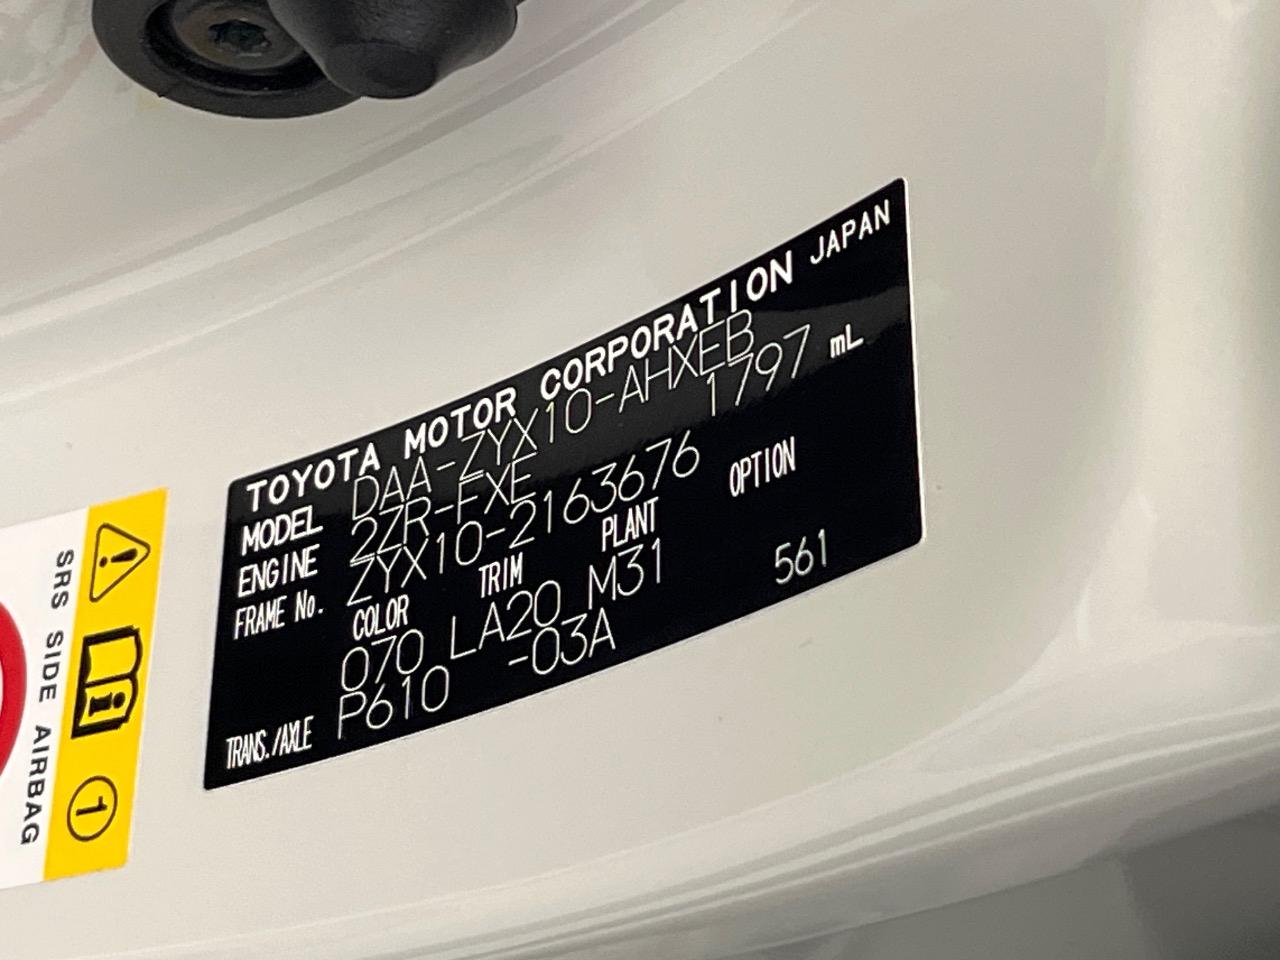 TOYOTA MOTOR CORPORATION JAPAN
MODEL DAA-ZYX10-AHXEB
ENGINE 2ZR-FXE 1797 mL
FRAME No. ZYX10-2163676
COLOR TRIM PLANT OPTION
070 LA20 M31 561
TRANS./AXLE P610 -03A
SRS SIDE AIRBAG
1